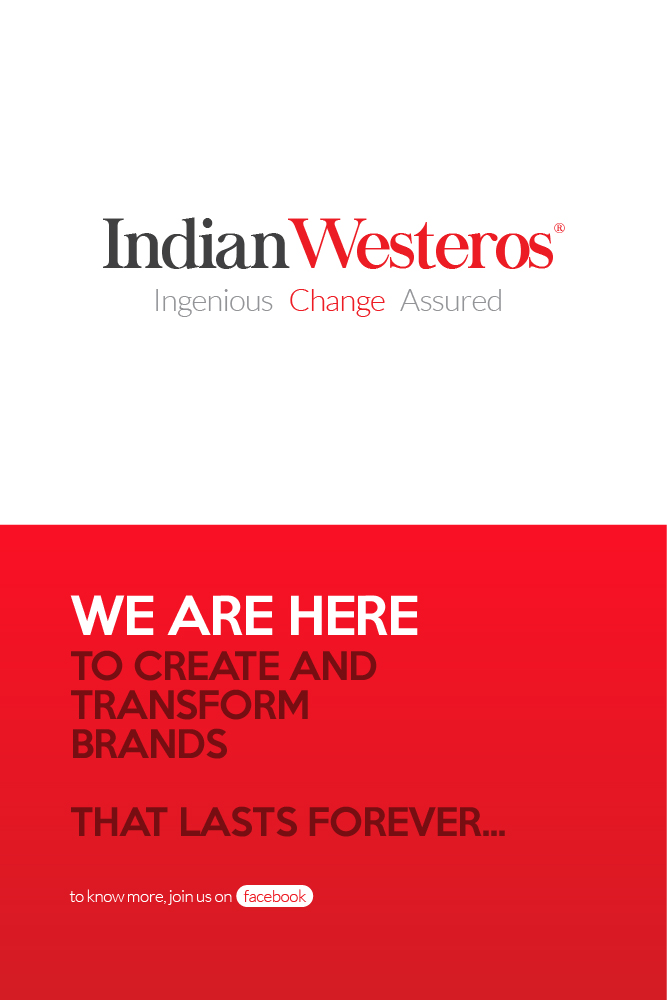 IndianWesteros®
Ingenious Change Assured
WE ARE HERE
TO CREATE AND
TRANSFORM
BRANDS
THAT LASTS FOREVER...
to know more, join us on facebook